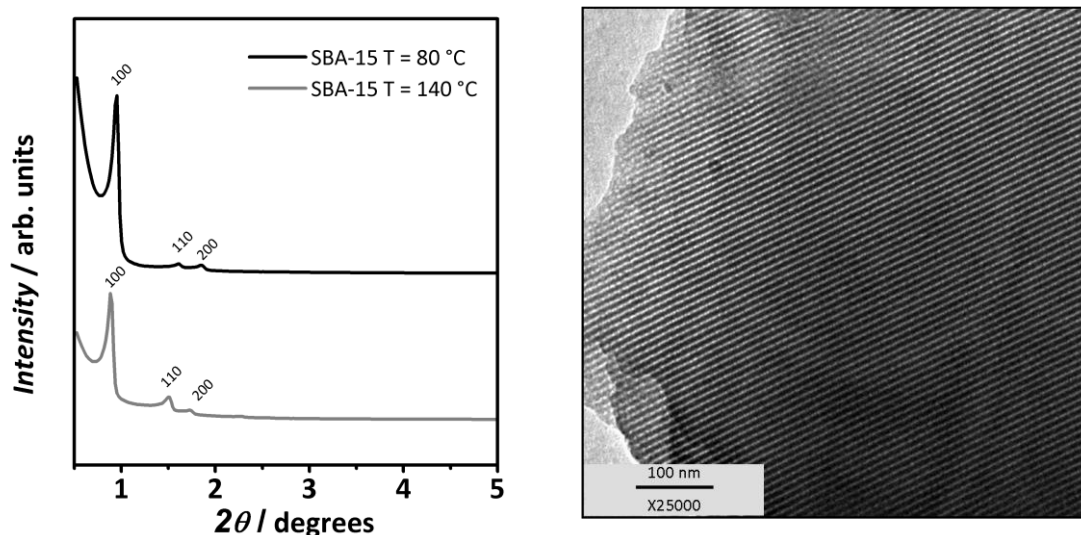 SBA-15 T = 80 °C
SBA-15 T = 140 °C
100
110
200
100
110
200
Intensity / arb. units
1 2 3 4 5
2θ / degrees
100 nm
X25000